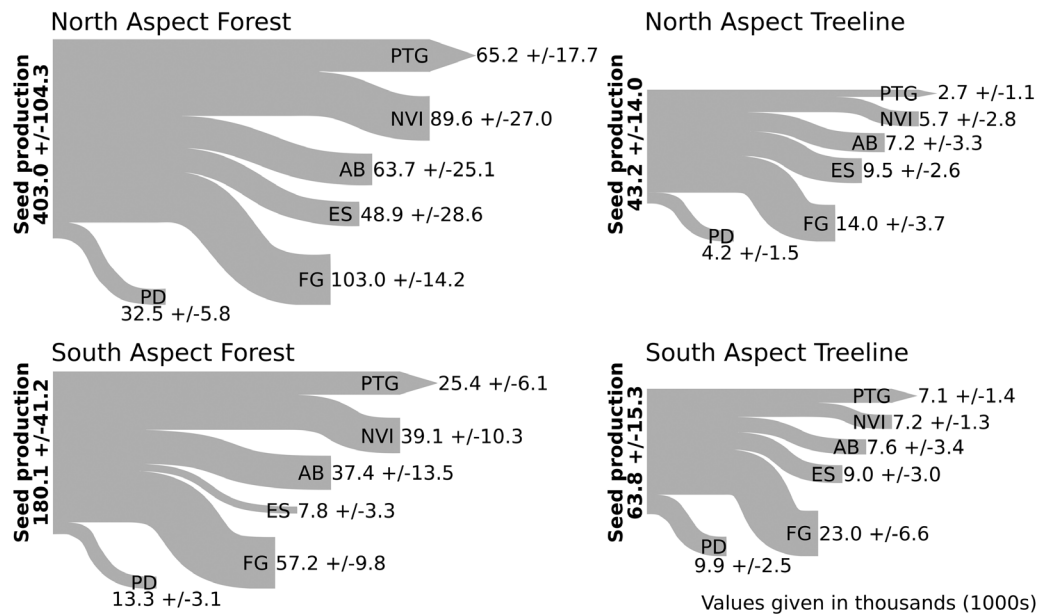 North Aspect Forest
Seed production
403.0 +/-104.3
PTG 65.2 +/-17.7
NVI 89.6 +/-27.0
AB 63.7 +/-25.1
ES 48.9 +/-28.6
FG 103.0 +/-14.2
PD
32.5 +/-5.8
North Aspect Treeline
Seed production
43.2 +/-14.0
PTG 2.7 +/-1.1
NVI 5.7 +/-2.8
AB 7.2 +/-3.3
ES 9.5 +/-2.6
FG 14.0 +/-3.7
PD
4.2 +/-1.5
South Aspect Forest
Seed production
180.1 +/-41.2
PTG 25.4 +/-6.1
NVI 39.1 +/-10.3
AB 37.4 +/-13.5
ES 7.8 +/-3.3
FG 57.2 +/-9.8
PD
13.3 +/-3.1
South Aspect Treeline
Seed production
63.8 +/-15.3
PTG 7.1 +/-1.4
NVI 7.2 +/-1.3
AB 7.6 +/-3.4
ES 9.0 +/-3.0
FG 23.0 +/-6.6
PD
9.9 +/-2.5
Values given in thousands (1000s)